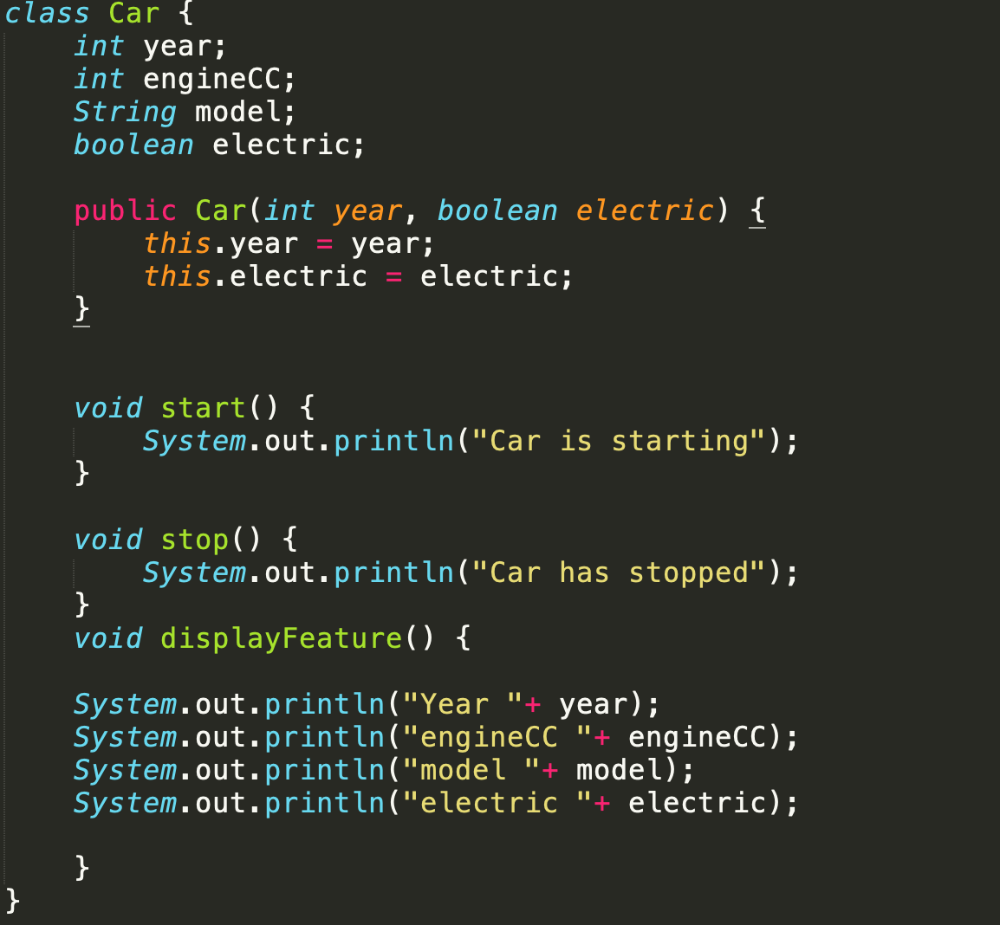 class Car {
    int year;
    int engineCC;
    String model;
    boolean electric;

    public Car(int year, boolean electric) {
        this.year = year;
        this.electric = electric;
    }


    void start() {
        System.out.println("Car is starting");
    }

    void stop() {
        System.out.println("Car has stopped");
    }
    void displayFeature() {

    System.out.println("Year "+ year);
    System.out.println("engineCC "+ engineCC);
    System.out.println("model "+ model);
    System.out.println("electric "+ electric);

    }
}